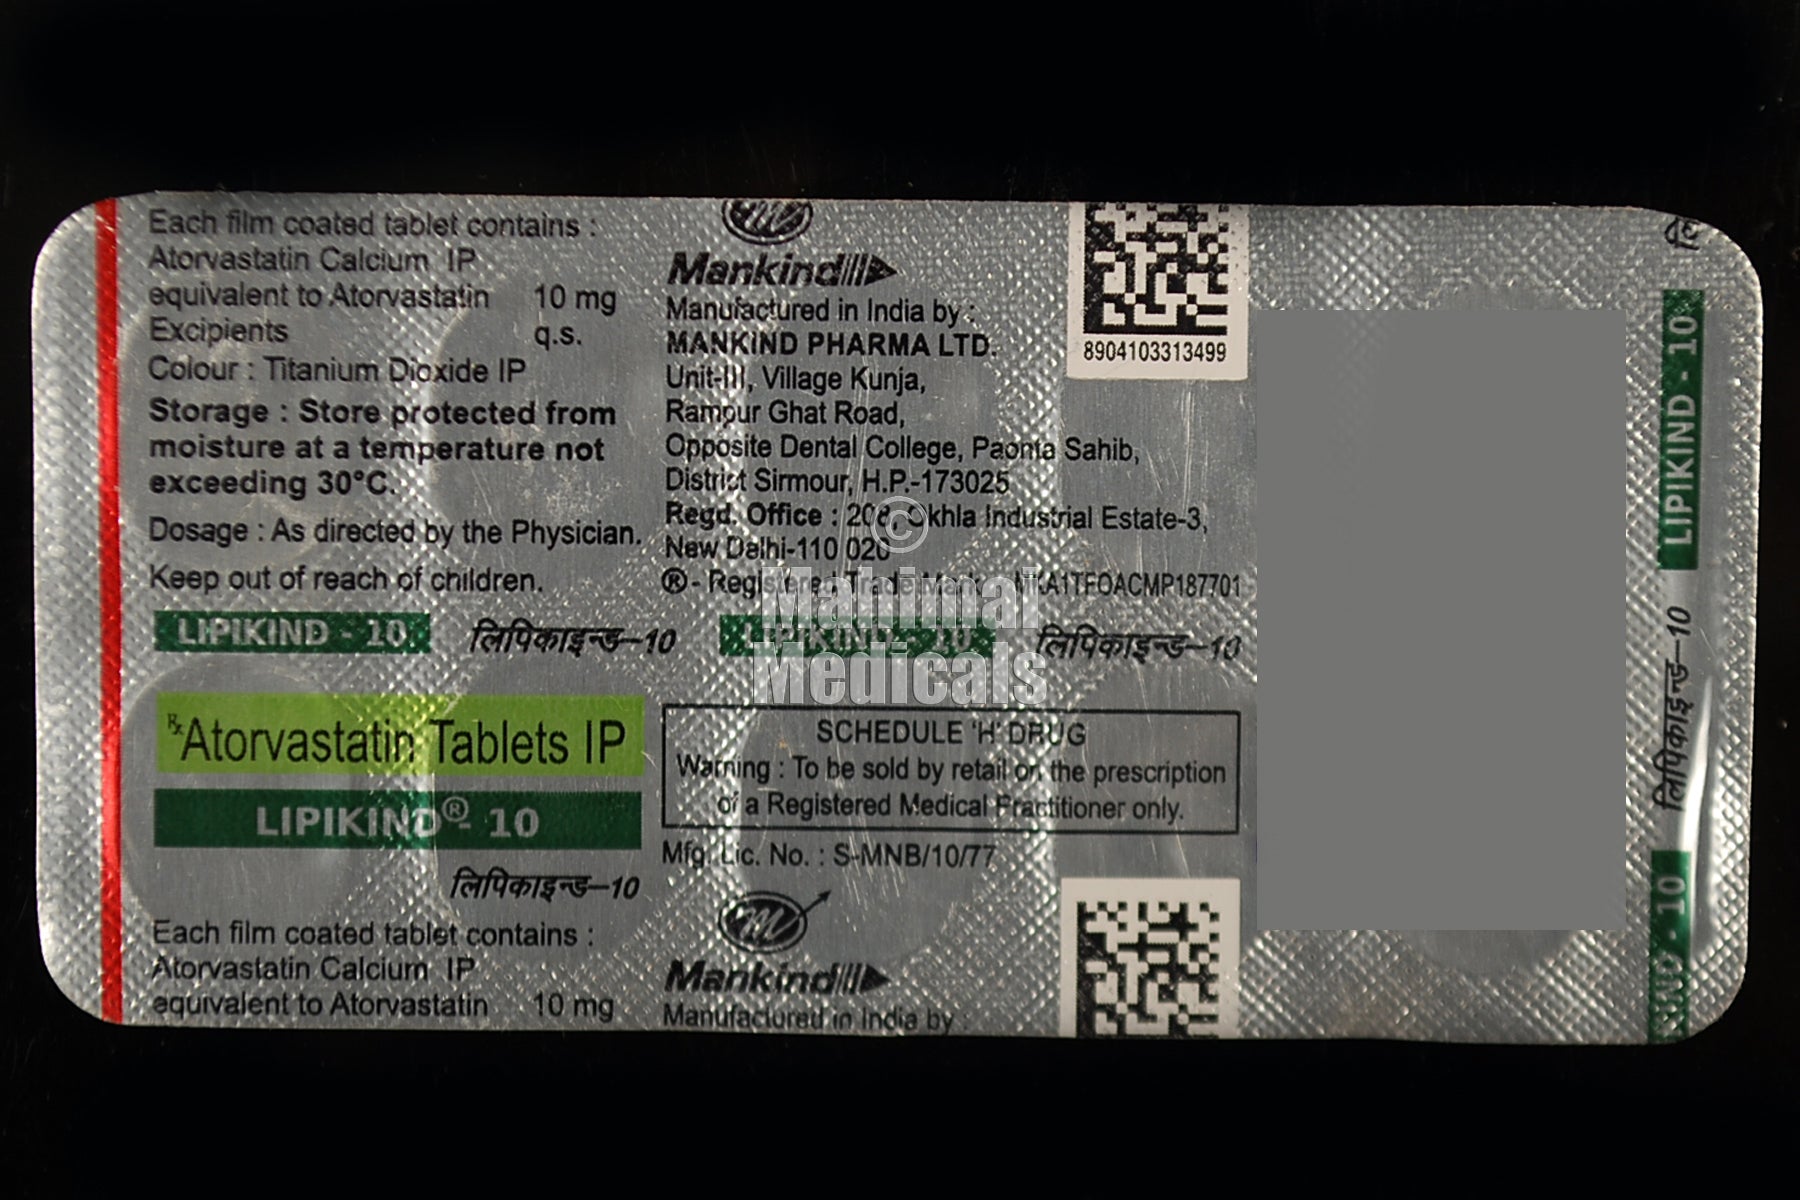 Each film coated tablet contains :
Atorvastatin Calcium IP
equivalent to Atorvastatin 10 mg
Excipients q.s.
Colour : Titanium Dioxide IP
Storage : Store protected from
moisture at a temperature not
exceeding 30°C.
Dosage : As directed by the Physician.
Keep out of reach of children.
LIPIKIND - 10 लिपिकाइन्ड–10
Rx Atorvastatin Tablets IP
LIPIKIND® - 10
लिपिकाइन्ड–10
Each film coated tablet contains :
Atorvastatin Calcium IP
equivalent to Atorvastatin 10 mg
Mankind
Manufactured in India by :
MANKIND PHARMA LTD.
Unit-III, Village Kunja,
Rampur Ghat Road,
Opposite Dental College, Paonta Sahib,
District Sirmour, H.P.-173025
Regd. Office : 208, Okhla Industrial Estate-3,
New Delhi-110 020
®- Registered Trade Mark
LIPIKIND - 10 लिपिकाइन्ड–10
SCHEDULE 'H' DRUG
Warning : To be sold by retail on the prescription
of a Registered Medical Practitioner only.
Mfg. Lic. No. : S-MNB/10/77
Mankind
Manufactured in India by :
8904103313499
LIPIKIND - 10
लिपिकाइन्ड–10
KIND - 10
©
Mahimai
Medicals